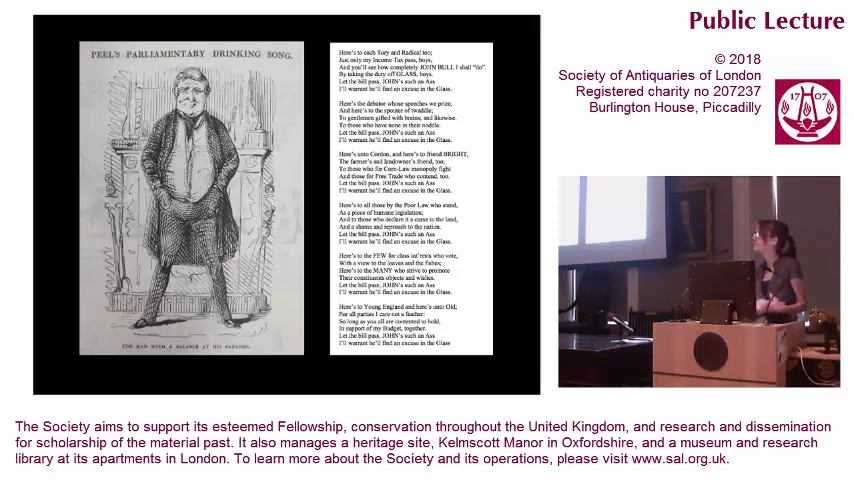 Public Lecture
© 2018
Society of Antiquaries of London
Registered charity no 207237
Burlington House, Piccadilly
17 07
PEEL'S PARLIAMENTARY DRINKING SONG.
THE MAN WITH A BALANCE AT HIS BANKERS.
Here's to each Tory and Radical too;
Just only my Income Tax pass, boys,
And you'll see how completely JOHN BULL I shall "do".
By taking the duty off GLASS, boys.
Let the bill pass, JOHN's such an Ass
I'll warrant he'll find an excuse in the Glass.
Here's the debater whose speeches we prize,
And here's to the spouter of twaddle;
To gentlemen gifted with brains; and likewise
To those who have none in their noddle.
Let the bill pass, JOHN's such an Ass
I'll warrant he'll find an excuse in the Glass.
Here's unto Cordon, and here's to friend BRIGHT,
The farmer's and landowner's friend, too;
To those who for Corn-Law monopoly fight
And those for Free Trade who contend, too.
Let the bill pass, JOHN's such an Ass
I'll warrant he'll find an excuse in the Glass.
Here's to all those by the Poor Law who stand,
As a piece of humane legislation;
And to those who declare it a curse to the land,
And a shame and reproach to the nation.
Let the bill pass, JOHN's such an Ass
I'll warrant he'll find an excuse in the Glass.
Here's to the FEW for class int'rests who vote,
With a view to the loaves and the fishes;
Here's to the MANY who strive to promote
Their constituents objects and wishes.
Let the bill pass, JOHN's such an Ass
I'll warrant he'll find an excuse in the Glass.
Here's to Young England and here's unto Old;
For all parties I care not a feather:
So long as you all are contented to hold,
In support of my Budget, together.
Let the bill pass, JOHN's such an Ass
I'll warrant he'll find an excuse in the Glass
The Society aims to support its esteemed Fellowship, conservation throughout the United Kingdom, and research and dissemination
for scholarship of the material past. It also manages a heritage site, Kelmscott Manor in Oxfordshire, and a museum and research
library at its apartments in London. To learn more about the Society and its operations, please visit www.sal.org.uk.